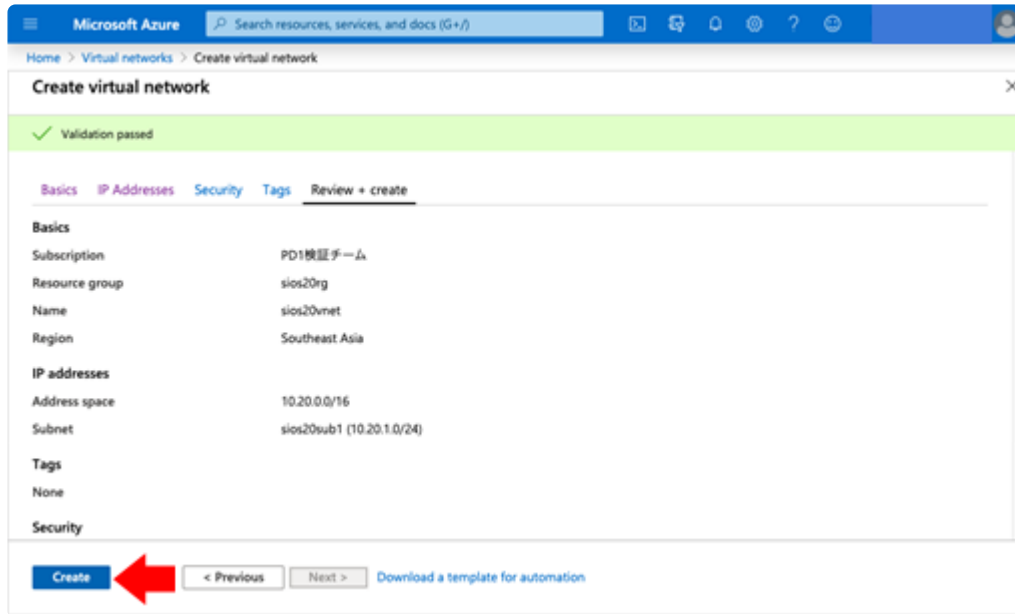 Microsoft Azure
Search resources, services, and docs (G+/)
Home > Virtual networks > Create virtual network
Create virtual network
Validation passed
Basics IP Addresses Security Tags Review + create
Basics
Subscription PD1検証チーム
Resource group sios20rg
Name sios20vnet
Region Southeast Asia
IP addresses
Address space 10.20.0.0/16
Subnet sios20sub1 (10.20.1.0/24)
Tags
None
Security
Create < Previous Next > Download a template for automation